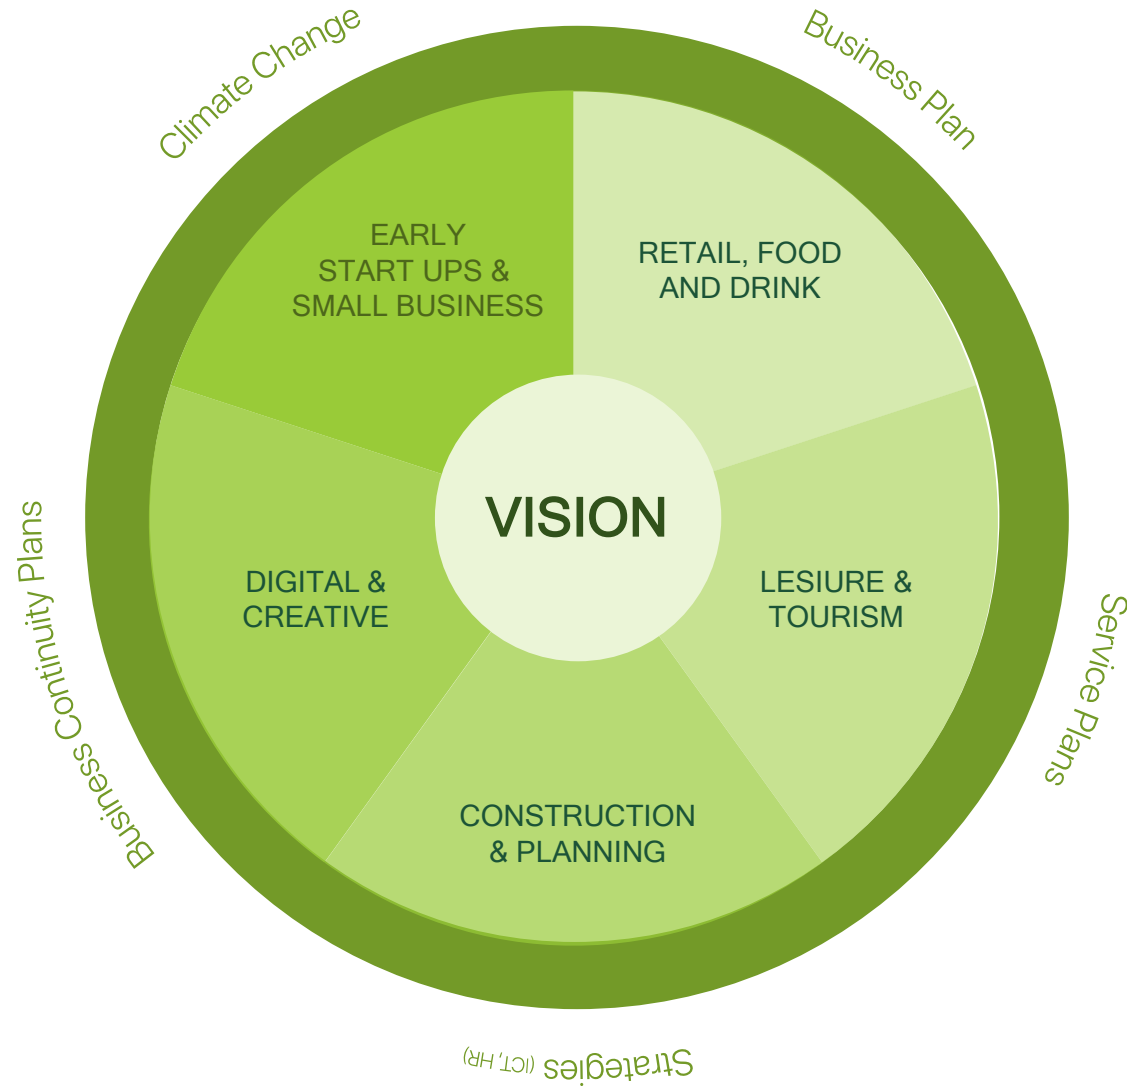 Climate Change
Business Plan
EARLY
START UPS &
SMALL BUSINESS
RETAIL, FOOD
AND DRINK
VISION
DIGITAL &
CREATIVE
LESIURE &
TOURISM
CONSTRUCTION
& PLANNING
Business Continuity Plans
Service Plans
Strategies (ICT, HR)